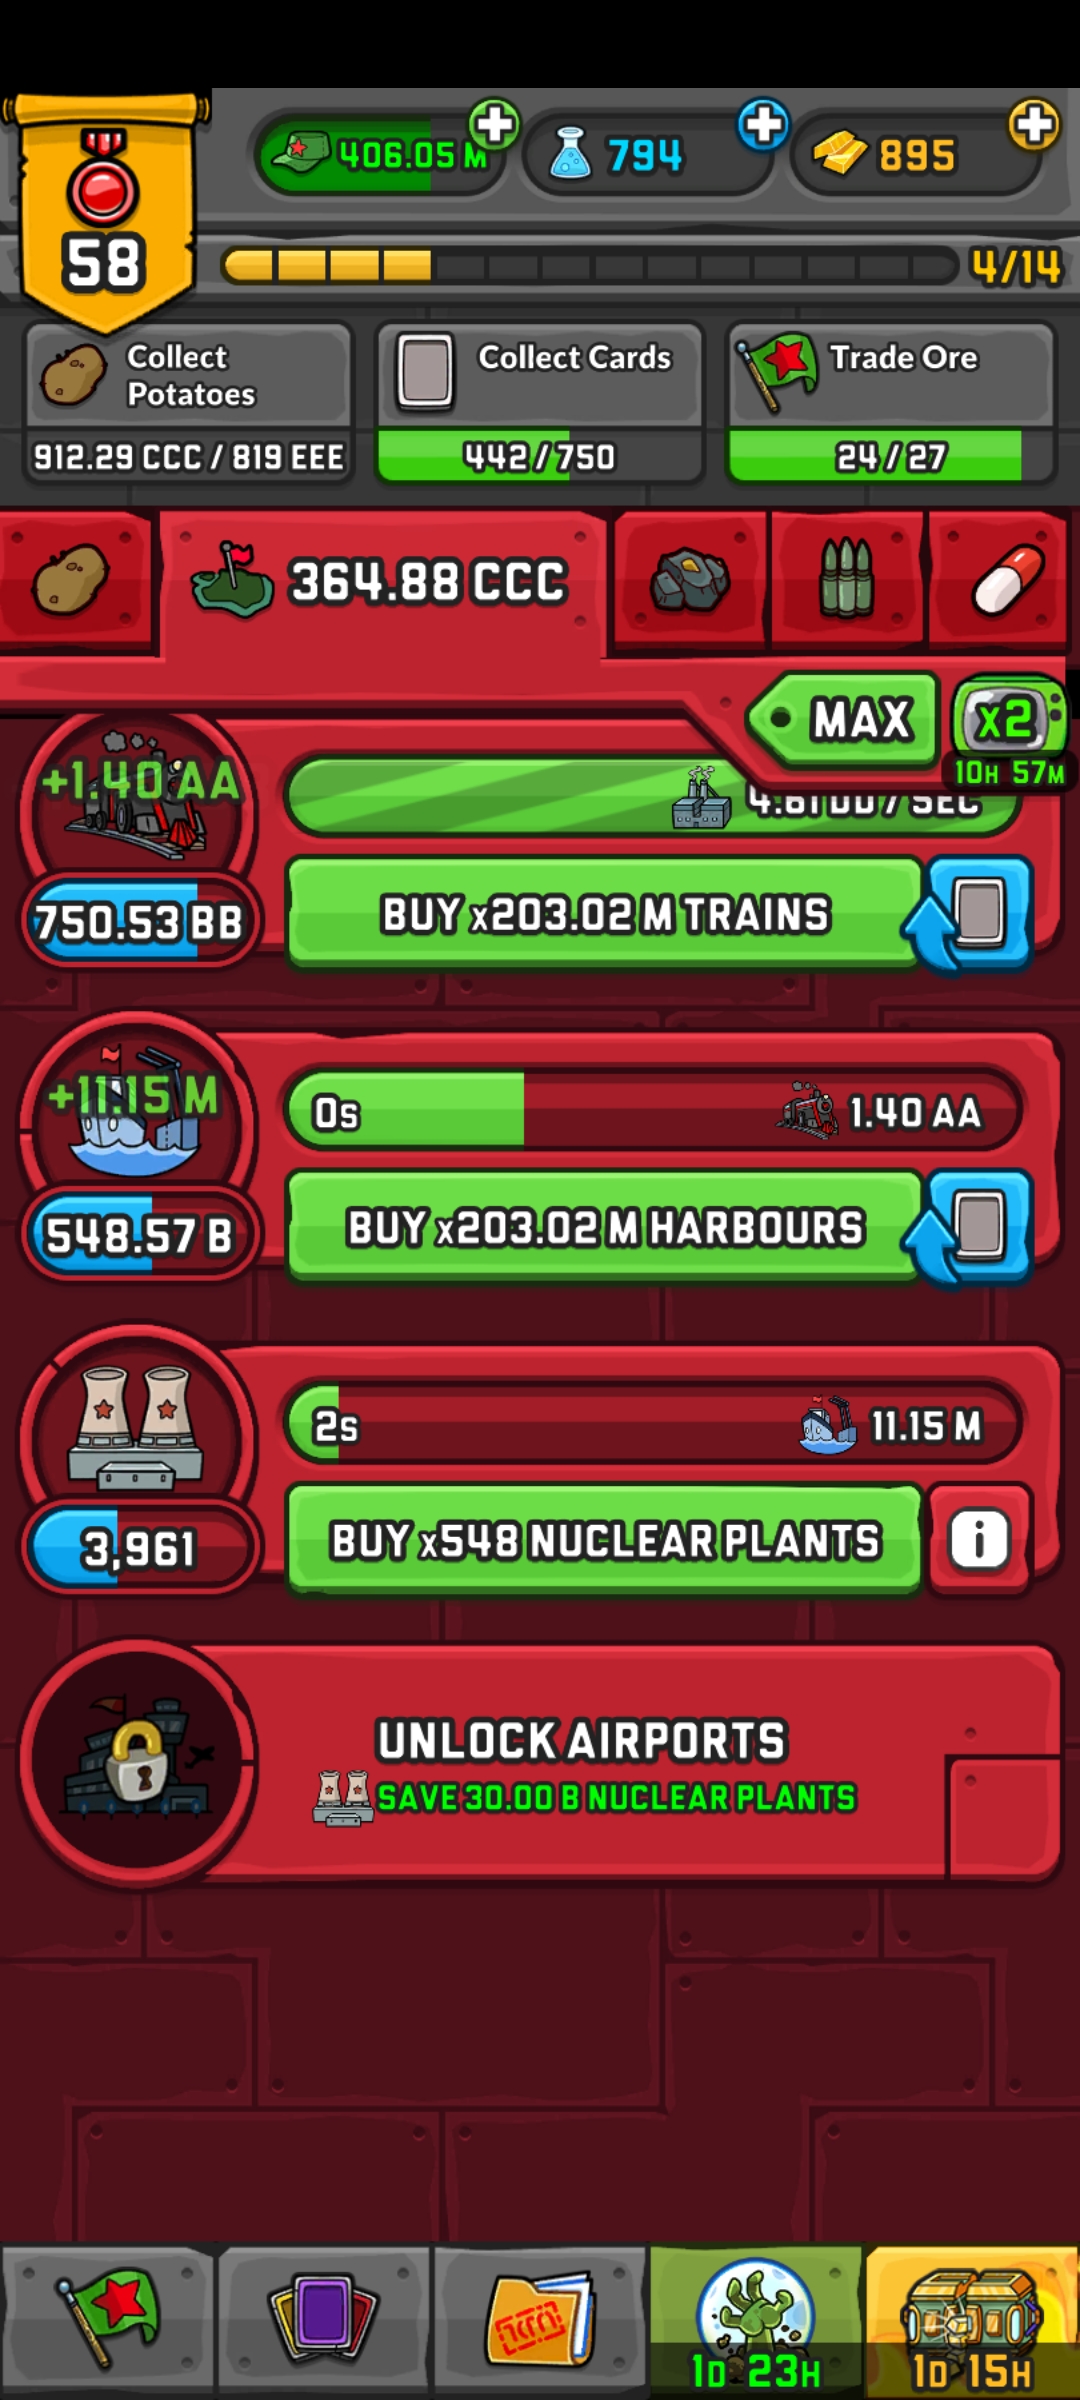 406.05 M
794
895
58
4/14
Collect
Potatoes
912.29 CCC / 819 EEE
Collect Cards
442/750
Trade Ore
24/27
364.88 CCC
MAX
x2
10H 57M
+1.40 AA
4.61 DD / SEC
750.53 BB
BUY x203.02 M TRAINS
+11.15 M
0s
1.40 AA
548.57 B
BUY x203.02 M HARBOURS
2s
11.15 M
3,961
BUY x548 NUCLEAR PLANTS
i
UNLOCK AIRPORTS
SAVE 30.00 B NUCLEAR PLANTS
1D 23H
1D 15H